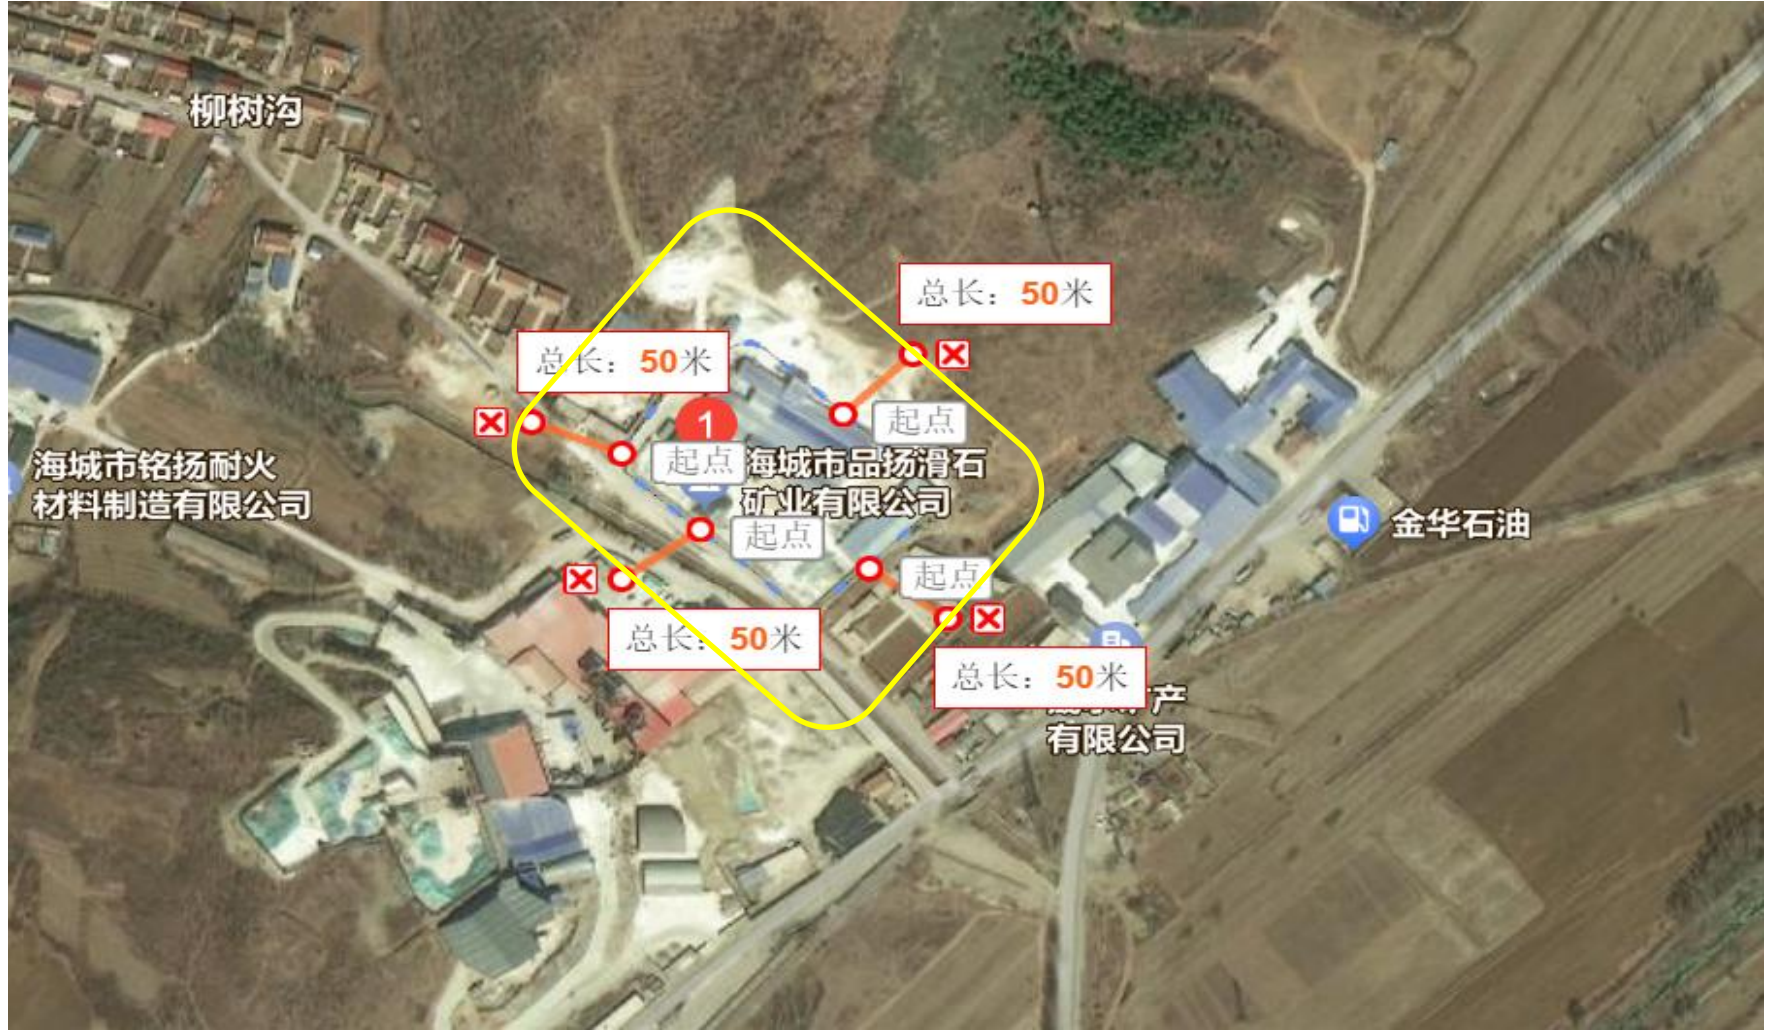 柳树沟
总长：50米
总长：50米
1
起点
起点
海城市品扬滑石
矿业有限公司
海城市铭扬耐火
材料制造有限公司
金华石油
起点
起点
总长：50米
总长：50米
产
有限公司